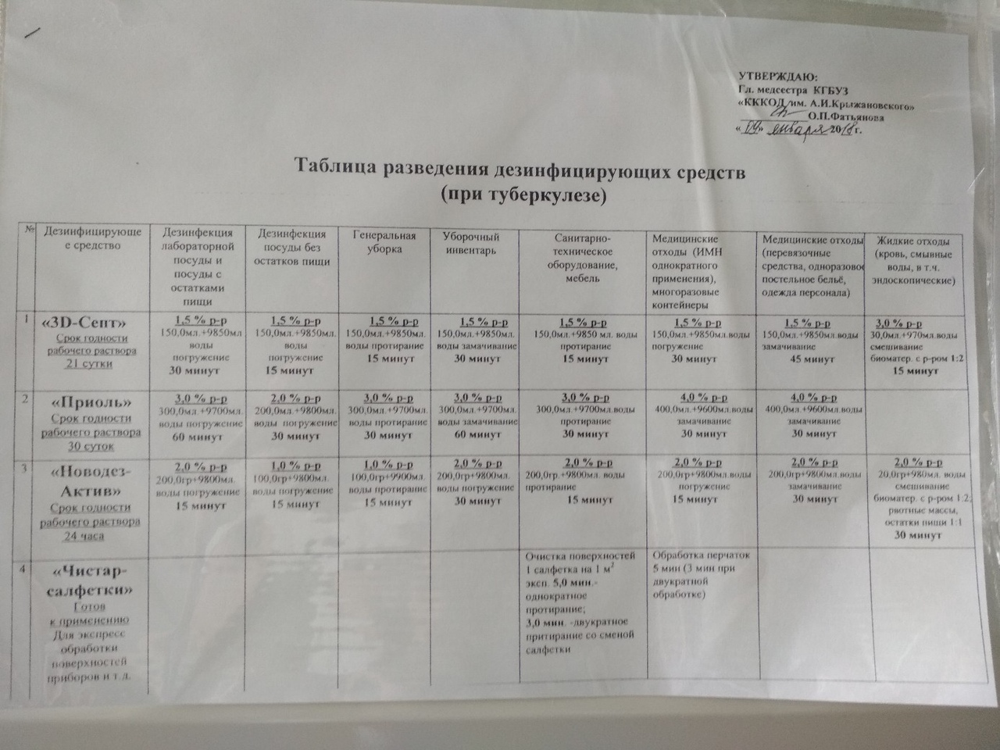 УТВЕРЖДАЮ:
Гл. медсестра КГБУЗ
«КККОД им. А.И.Крыжановского»
О.П.Фатьянова
«09» января 2018г.
Таблица разведения дезинфицирующих средств
(при туберкулезе)
№
Дезинфицирующе
е средство
Дезинфекция
лабораторной
посуды и
посуды с
остатками
пищи
Дезинфекция
посуды без
остатков пищи
Генеральная
уборка
Уборочный
инвентарь
Санитарно-
техническое
оборудование,
мебель
Медицинские
отходы (ИМН
однократного
применения),
многоразовые
контейнеры
Медицинские отходы
(перевязочные
средства, одноразовое
постельное бельё,
одежда персонала)
Жидкие отходы
(кровь, смывные
воды, в т.ч.
эндоскопические)
1
«3D-Септ»
Срок годности
рабочего раствора
21 сутки
1,5 % р-р
150,0мл.+9850мл
воды
погружение
30 минут
1,5 % р-р
150,0мл.+9850мл.
воды
погружение
15 минут
1,5 % р-р
150,0мл.+9850мл.
воды протирание
15 минут
1,5 % р-р
150,0мл.+9850мл.
воды замачивание
30 минут
1,5 % р-р
150,0мл.+9850 мл. воды
протирание
15 минут
1,5 % р-р
150,0мл.+9850мл.воды
погружение
30 минут
1,5 % р-р
150,0мл.+9850мл.воды
замачивание
45 минут
3,0 % р-р
30,0мл.+970мл.воды
смешивание
биоматер. с р-ром 1:2
15 минут
2
«Приоль»
Срок годности
рабочего раствора
30 суток
3,0 % р-р
300,0мл.+9700мл.
воды погружение
60 минут
2,0 % р-р
200,0мл.+9800мл.
воды погружение
30 минут
3,0 % р-р
300,0мл.+9700мл.
воды протирание
30 минут
3,0 % р-р
300,0мл.+9700мл.
воды замачивание
60 минут
3,0 % р-р
300,0мл.+9700мл.воды
протирание
30 минут
4,0 % р-р
400,0мл.+9600мл.воды
замачивание
30 минут
4,0 % р-р
400,0мл.+9600мл.воды
замачивание
30 минут
3
«Новодез-
Актив»
Срок годности
рабочего раствора
24 часа
2,0 % р-р
200,0гр+9800мл.
воды погружение
15 минут
1,0 % р-р
100,0гр+9800мл.
воды погружение
15 минут
1,0 % р-р
100,0гр+9900мл.
воды протирание
15 минут
2,0 % р-р
200,0гр+9800мл.
воды погружение
30 минут
2,0 % р-р
200,0гр.+9800мл. воды
протирание
15 минут
2,0 % р-р
200,0гр+9800мл.воды
погружение
15 минут
2,0 % р-р
200,0гр+9800мл.воды
замачивание
30 минут
2,0 % р-р
20,0гр+980мл. воды
смешивание
биоматер. с р-ром 1:2;
рвотные массы,
остатки пищи 1:1
30 минут
4
«Чистар-
салфетки»
Готов
к применению
Для экспресс
обработки
поверхностей
приборов и т.д.
Очистка поверхностей
1 салфетка на 1 м²
эксп. 5,0 мин.-
однократное
протирание;
3,0 мин. -двукратное
притирание со сменой
салфетки
Обработка перчаток
5 мин (3 мин при
двукратной
обработке)